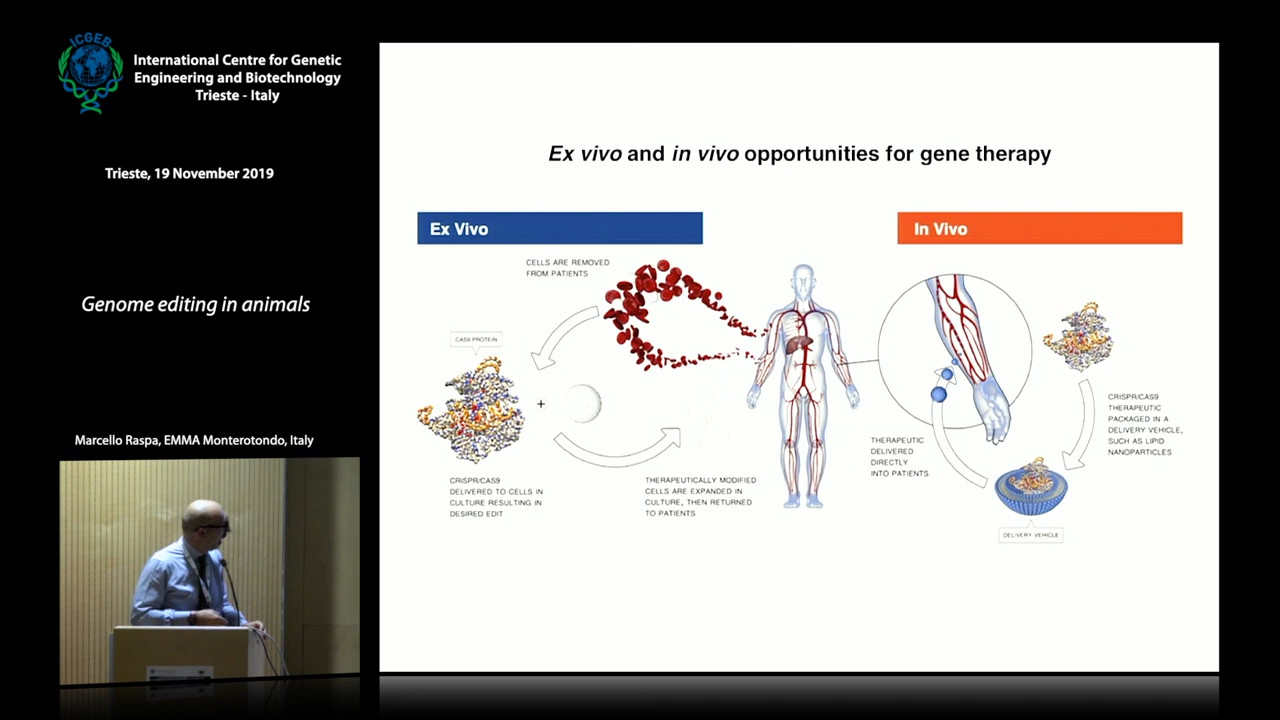 ICGEB
International Centre for Genetic
Engineering and Biotechnology
Trieste - Italy
Trieste, 19 November 2019
Genome editing in animals
Marcello Raspa, EMMA Monterotondo, Italy
Ex vivo and in vivo opportunities for gene therapy
Ex Vivo
CELLS ARE REMOVED
FROM PATIENTS
CAS9 PROTEIN
+
CRISPR/CAS9
DELIVERED TO CELLS IN
CULTURE RESULTING IN
DESIRED EDIT
THERAPEUTICALLY MODIFIED
CELLS ARE EXPANDED IN
CULTURE, THEN RETURNED
TO PATIENTS
In Vivo
CRISPR/CAS9
THERAPEUTIC
PACKAGED IN A
DELIVERY VEHICLE,
SUCH AS LIPID
NANOPARTICLES
THERAPEUTIC
DELIVERED
DIRECTLY
INTO PATIENTS
DELIVERY VEHICLE